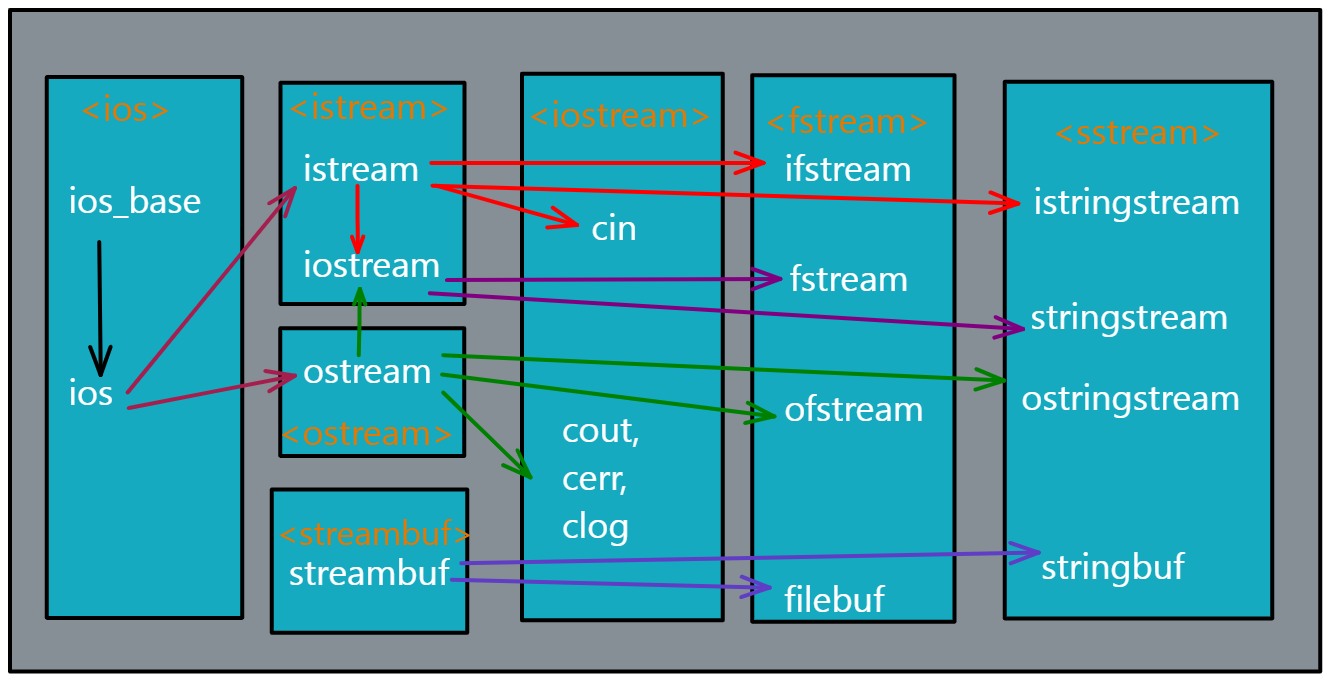 <ios>
ios_base
ios
<istream>
istream
iostream
ostream
<ostream>
<streambuf>
streambuf
<iostream>
cin
cout,
cerr,
clog
<fstream>
ifstream
fstream
ofstream
filebuf
<sstream>
istringstream
stringstream
ostringstream
stringbuf